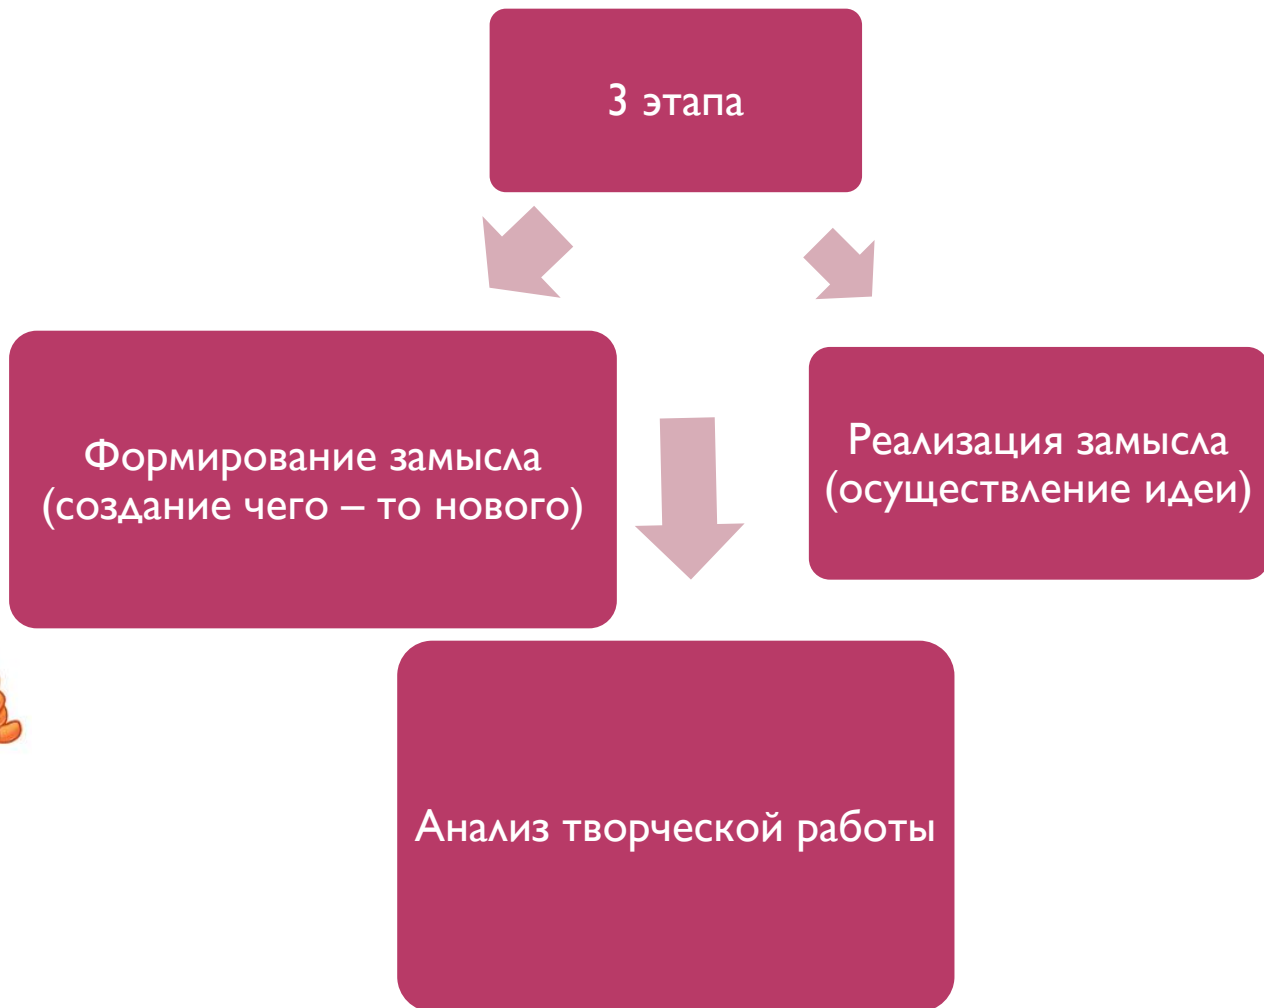 3 этапа
Формирование замысла
(создание чего – то нового)
Реализация замысла
(осуществление идеи)
Анализ творческой работы